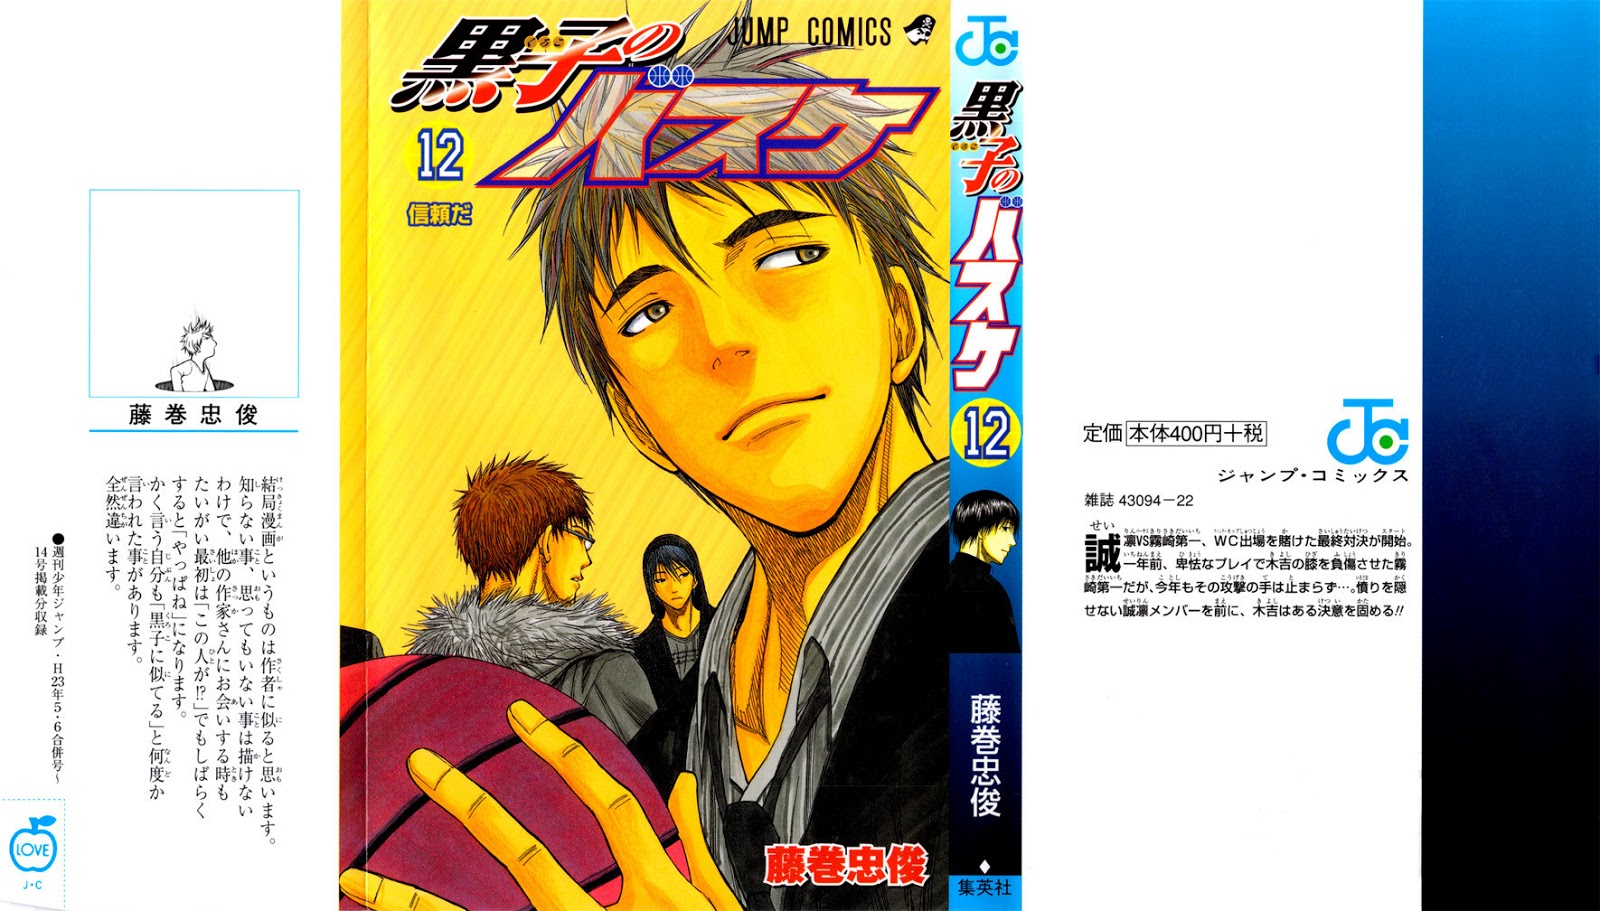 藤巻忠俊
結局漫画というものは作者に似ると思います。
知らない事、思ってもいない事は描けない
わけで、他の作家さんにお会いする時も
たいがい最初は「この人が!?」でもしばらく
すると「やっぱね」になります。
かく言う自分も「黒子に似てる」と何度か
言われた事があります。
全然違います。
●週刊少年ジャンプ・H23年5・6合併号〜
14号掲載分収録
LOVE
J・C
JUMP COMICS
黒子の
くろこ
バスケ
12
信頼だ
藤巻忠俊
JC
黒子の
くろこ
バスケ
12
藤巻忠俊
集英社
JC
定価 本体400円+税
ジャンプ・コミックス
雑誌 43094-22
誠凛VS霧崎第一、WC出場を賭けた最終対決が開始。
一年前、卑怯なプレイで木吉の膝を負傷させた霧
崎第一だが、今年もその攻撃の手は止まらず…。憤りを隠
せない誠凛メンバーを前に、木吉はある決意を固める!!